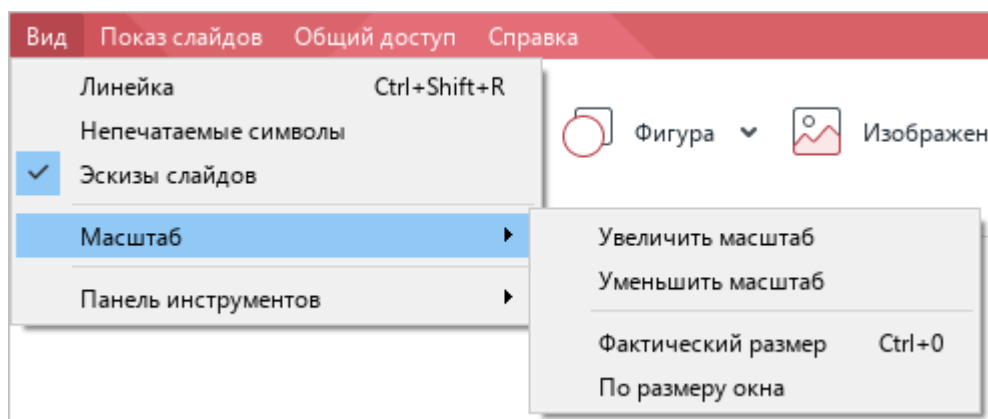 Вид Показ слайдов Общий доступ Справка
Линейка Ctrl+Shift+R
Непечатаемые символы
Эскизы слайдов
Масштаб
Панель инструментов
Фигура Изображен
Увеличить масштаб
Уменьшить масштаб
Фактический размер Ctrl+0
По размеру окна